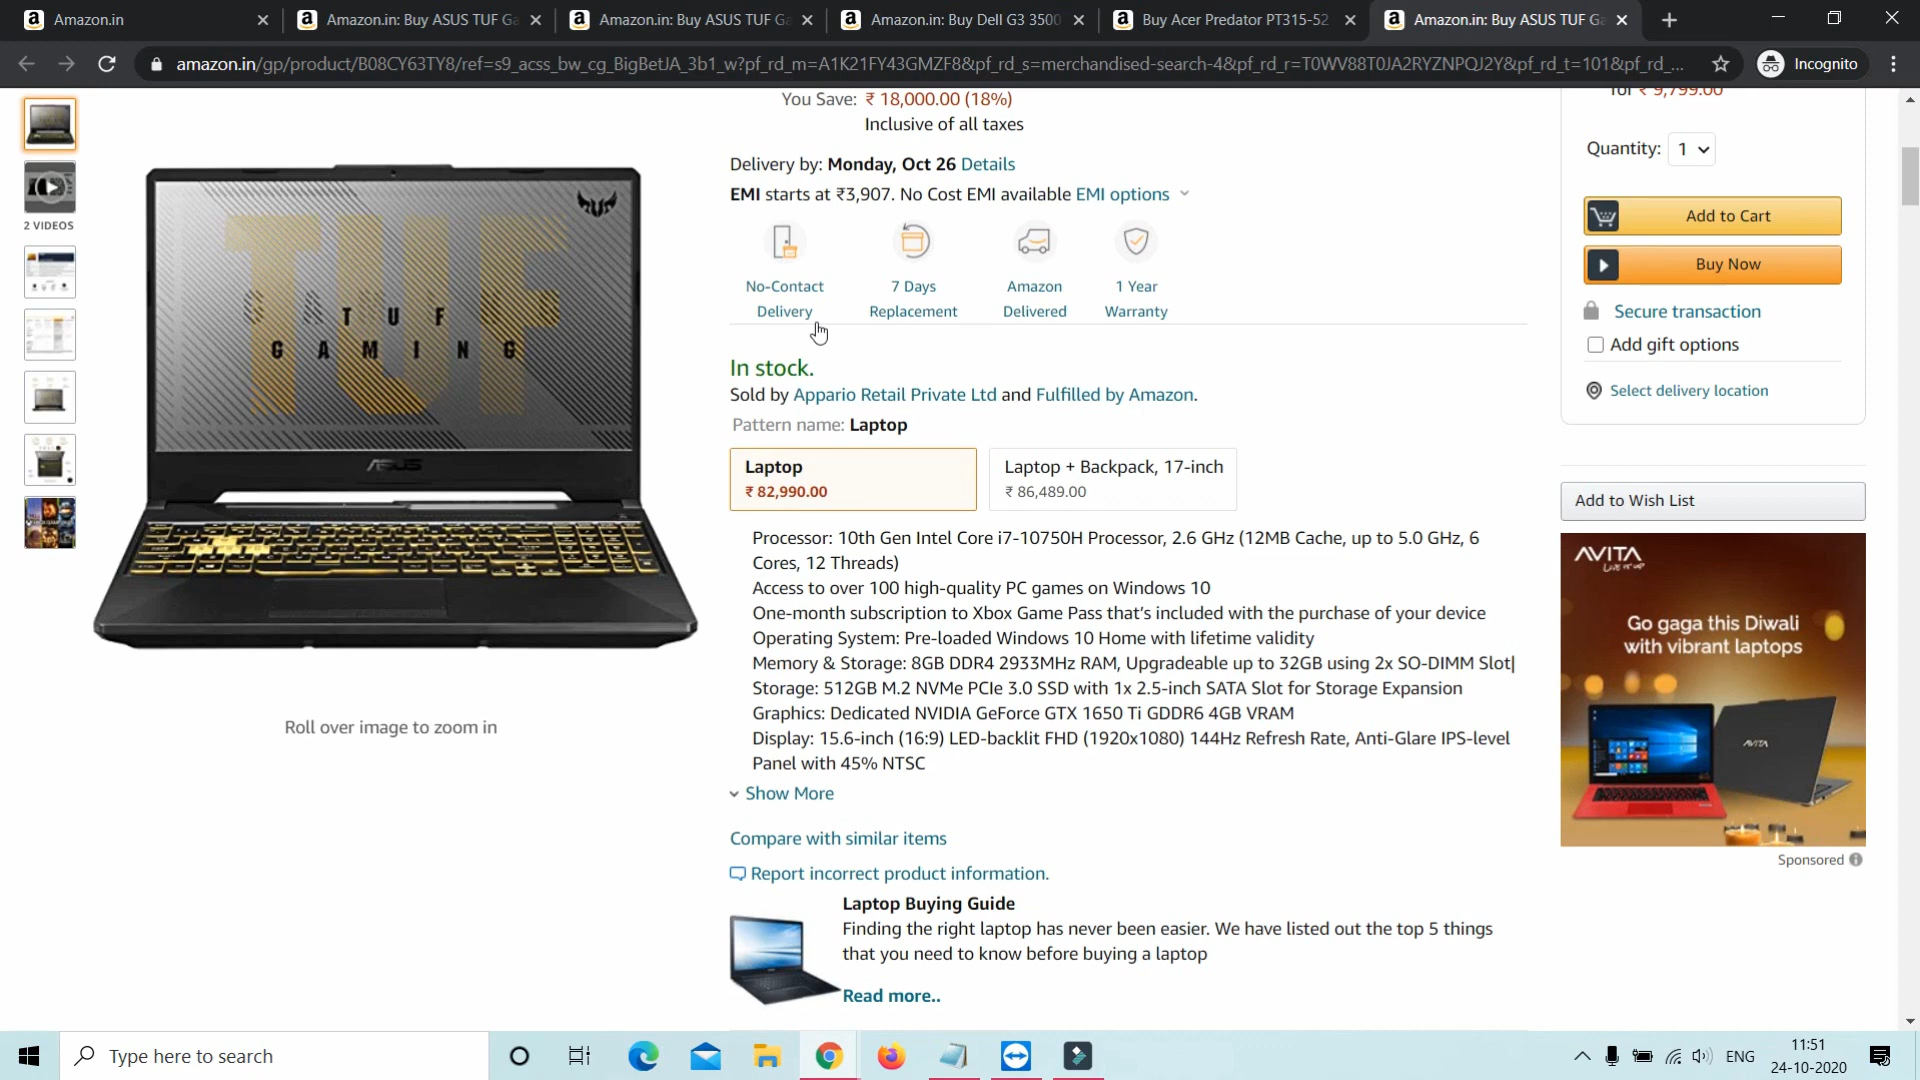 Amazon.in
Amazon.in: Buy ASUS TUF Ga
Amazon.in: Buy ASUS TUF Ga
Amazon.in: Buy Dell G3 3500
Buy Acer Predator PT315-52
Amazon.in: Buy ASUS TUF Ga
amazon.in/gp/product/B08CY63TY8/ref=s9_acss_bw_cg_BigBetJA_3b1_w?pf_rd_m=A1K21FY43GMZF8&pf_rd_s=merchandised-search-4&pf_rd_r=T0WV88T0JA2RYZNPQJ2Y&pf_rd_t=101&pf_rd_...
Incognito
You Save: ₹ 18,000.00 (18%)
Inclusive of all taxes
Delivery by: Monday, Oct 26 Details
EMI starts at ₹3,907. No Cost EMI available EMI options
No-Contact
Delivery
7 Days
Replacement
Amazon
Delivered
1 Year
Warranty
In stock.
Sold by Appario Retail Private Ltd and Fulfilled by Amazon.
Pattern name: Laptop
Laptop
₹ 82,990.00
Laptop + Backpack, 17-inch
₹ 86,489.00
Processor: 10th Gen Intel Core i7-10750H Processor, 2.6 GHz (12MB Cache, up to 5.0 GHz, 6
Cores, 12 Threads)
Access to over 100 high-quality PC games on Windows 10
One-month subscription to Xbox Game Pass that's included with the purchase of your device
Operating System: Pre-loaded Windows 10 Home with lifetime validity
Memory & Storage: 8GB DDR4 2933MHz RAM, Upgradeable up to 32GB using 2x SO-DIMM Slot|
Storage: 512GB M.2 NVMe PCIe 3.0 SSD with 1x 2.5-inch SATA Slot for Storage Expansion
Graphics: Dedicated NVIDIA GeForce GTX 1650 Ti GDDR6 4GB VRAM
Display: 15.6-inch (16:9) LED-backlit FHD (1920x1080) 144Hz Refresh Rate, Anti-Glare IPS-level
Panel with 45% NTSC
Show More
Compare with similar items
Report incorrect product information.
Laptop Buying Guide
Finding the right laptop has never been easier. We have listed out the top 5 things
that you need to know before buying a laptop
Read more..
2 VIDEOS
TUF
TUF
GAMING
ASUS
Roll over image to zoom in
for ₹ 9,799.00
Quantity: 1
Add to Cart
Buy Now
Secure transaction
Add gift options
Select delivery location
Add to Wish List
AVITA
LIVE IT UP
Go gaga this Diwali
with vibrant laptops
AVITA
Sponsored
Type here to search
ENG
11:51
24-10-2020